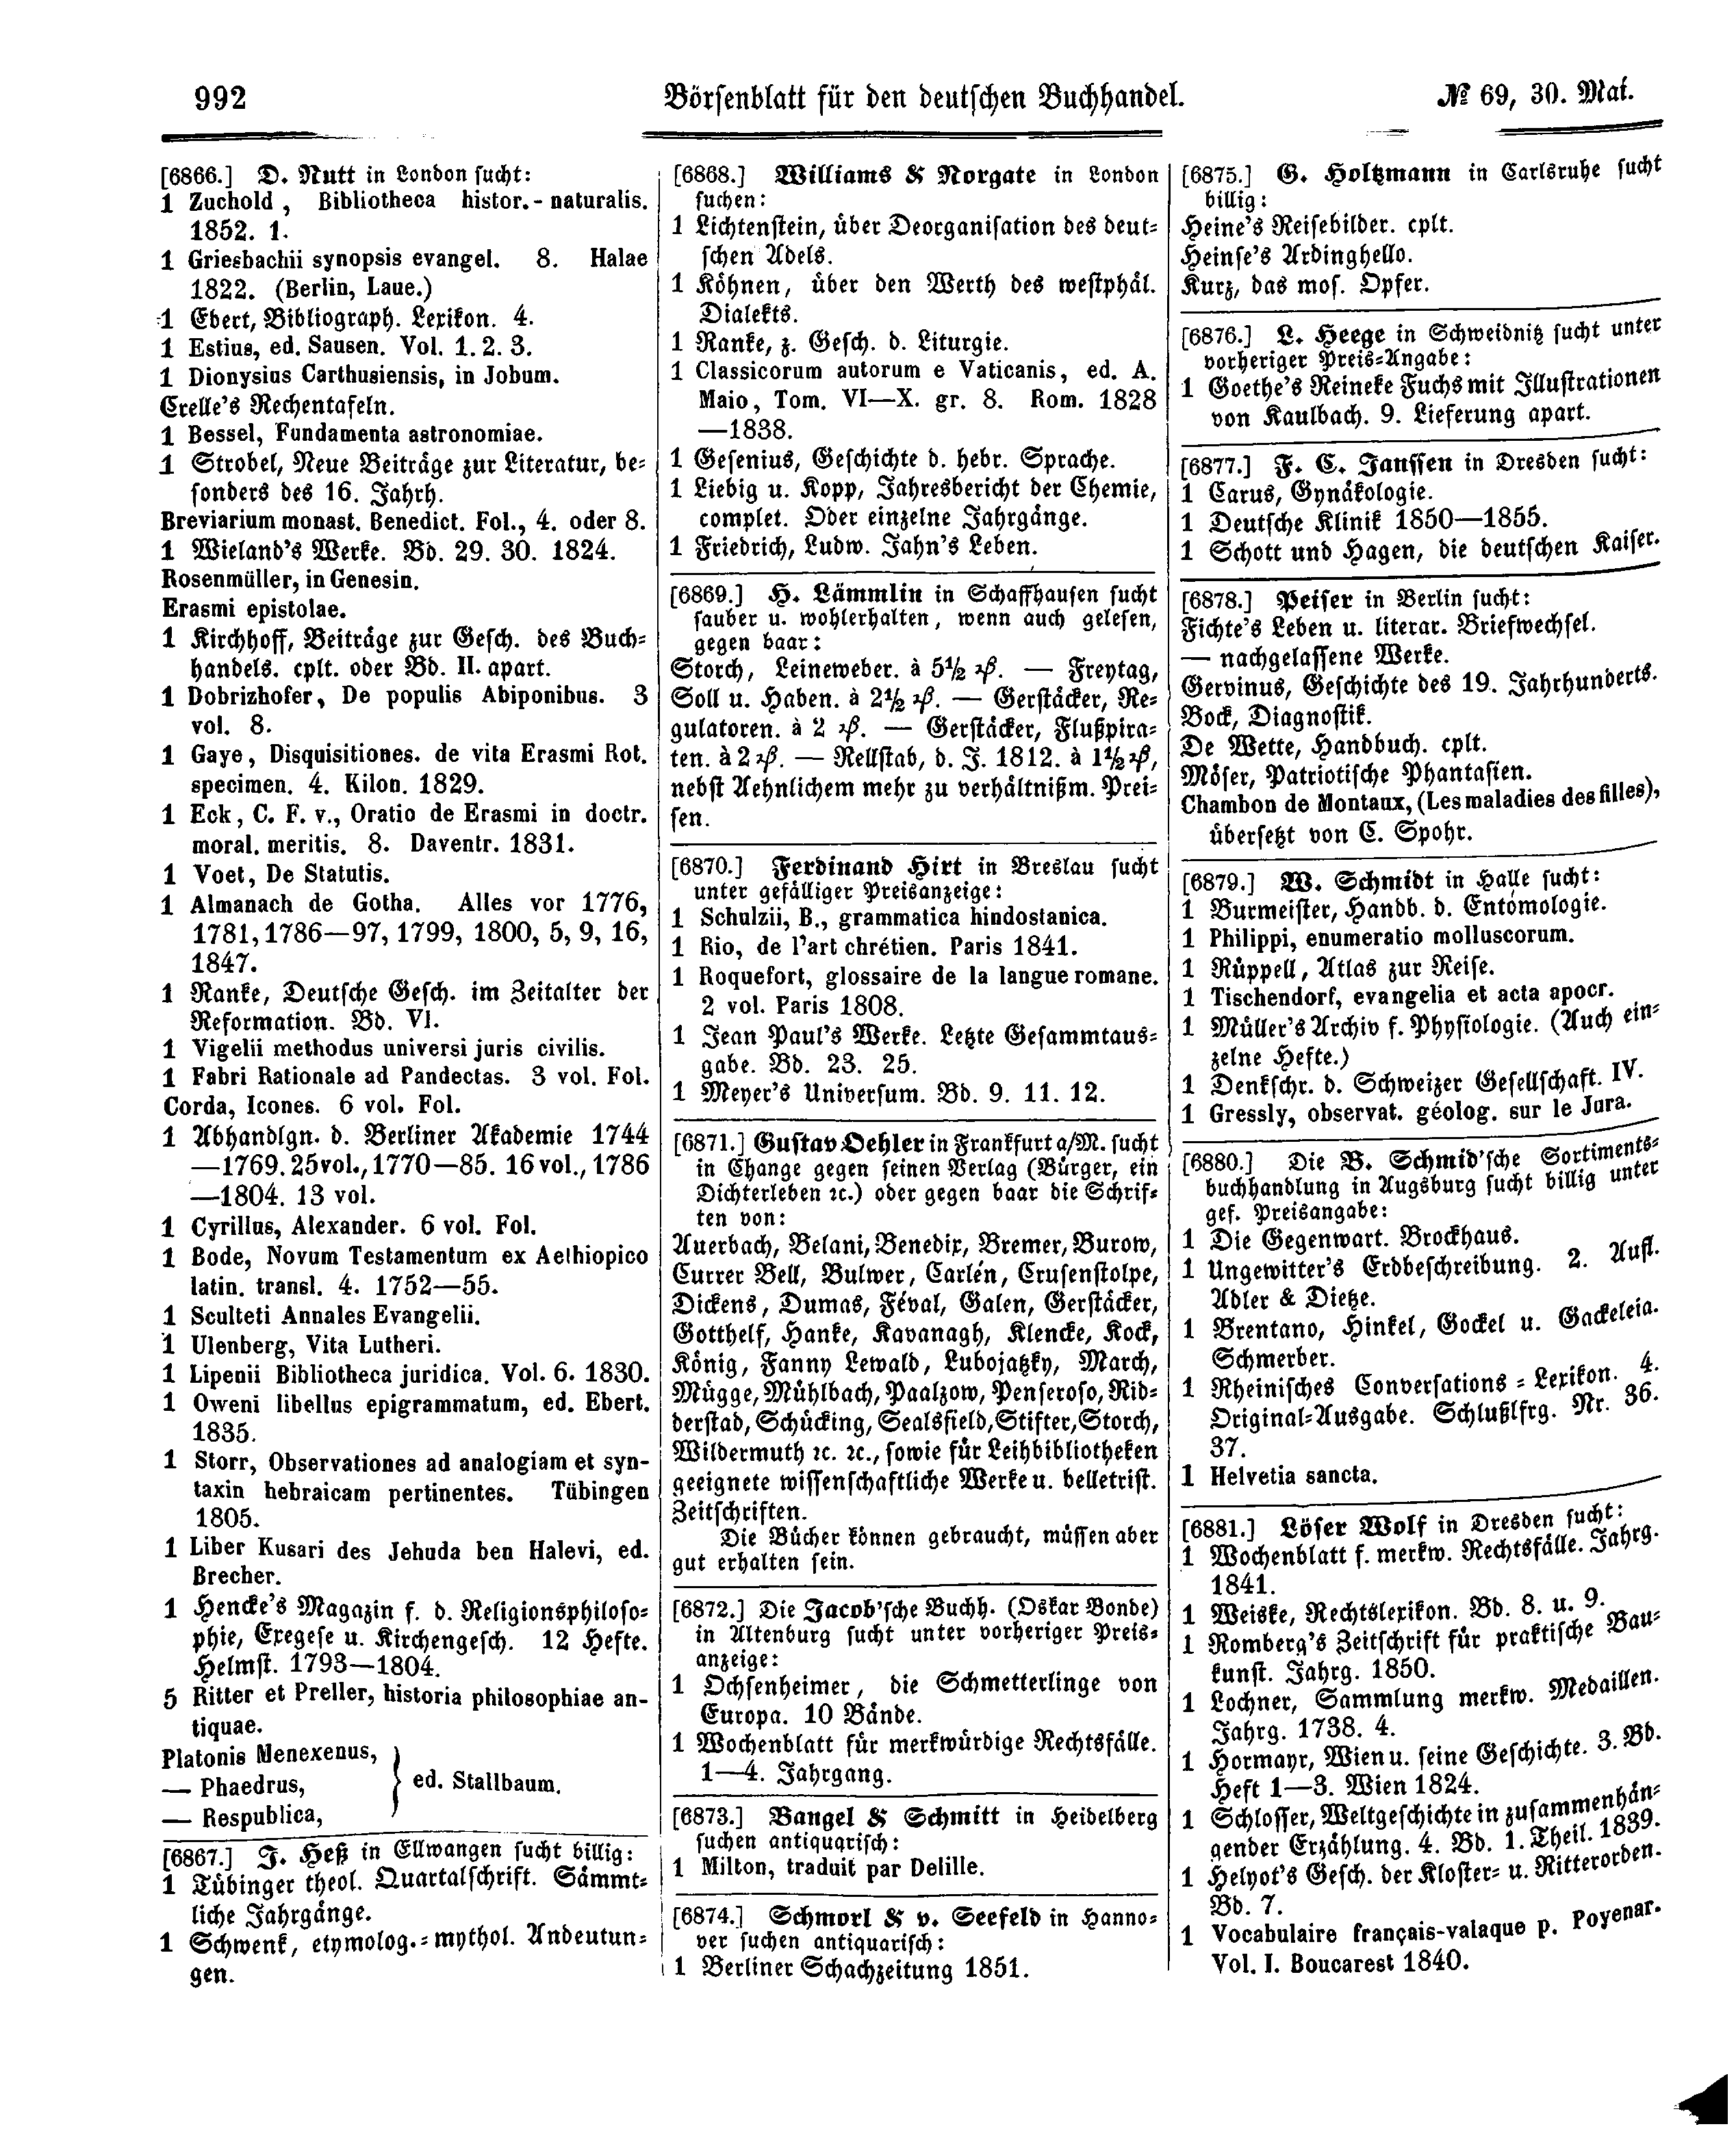 992
Börsenblatt für den deutschen Buchhandel.
№ 69, 30. Mai.
[6866.] D. Nutt in London sucht:
1 Zuchold, Bibliotheca histor.-naturalis.
1852. 1.
1 Griesbachii synopsis evangel. 8. Halae
1822. (Berlin, Laue.)
1 Ebert, Bibliograph. Lexikon. 4.
1 Estius, ed. Sausen. Vol. 1. 2. 3.
1 Dionysius Carthusiensis, in Jobum.
Crelle's Rechentafeln.
1 Bessel, Fundamenta astronomiae.
1 Strobel, Neue Beiträge zur Literatur, be-
sonders des 16. Jahrh.
Breviarium monast. Benedict. Fol., 4. oder 8.
1 Wieland's Werke. Bd. 29. 30. 1824.
Rosenmüller, in Genesin.
Erasmi epistolae.
1 Kirchhoff, Beiträge zur Gesch. des Buch-
handels. cplt. oder Bd. II. apart.
1 Dobrizhofer, De populis Abiponibus. 3
vol. 8.
1 Gaye, Disquisitiones. de vita Erasmi Rot.
specimen. 4. Kilon. 1829.
1 Eck, C. F. v., Oratio de Erasmi in doctr.
moral. meritis. 8. Daventr. 1831.
1 Voet, De Statutis.
1 Almanach de Gotha. Alles vor 1776,
1781, 1786—97, 1799, 1800, 5, 9, 16,
1847.
1 Ranke, Deutsche Gesch. im Zeitalter der
Reformation. Bd. VI.
1 Vigelii methodus universi juris civilis.
1 Fabri Rationale ad Pandectas. 3 vol. Fol.
Corda, Icones. 6 vol. Fol.
1 Abhandlgn. d. Berliner Akademie 1744
—1769. 25 vol., 1770—85. 16 vol., 1786
—1804. 13 vol.
1 Cyrillus, Alexander. 6 vol. Fol.
1 Bode, Novum Testamentum ex Aethiopico
latin. transl. 4. 1752—55.
1 Sculteti Annales Evangelii.
1 Ulenberg, Vita Lutheri.
1 Lipenii Bibliotheca juridica. Vol. 6. 1830.
1 Oweni libellus epigrammatum, ed. Ebert.
1835.
1 Storr, Observationes ad analogiam et syn-
taxin hebraicam pertinentes. Tübingen
1805.
1 Liber Kusari des Jehuda ben Halevi, ed.
Brecher.
1 Hencke's Magazin f. d. Religionsphiloso-
phie, Exegese u. Kirchengesch. 12 Hefte.
Helmst. 1793—1804.
5 Ritter et Preller, historia philosophiae an-
tiquae.
Platonis Menexenus,
— Phaedrus, } ed. Stallbaum.
— Respublica,
[6867.] J. Heß in Ellwangen sucht billig:
1 Tübinger theol. Quartalschrift. Sämmt-
liche Jahrgänge.
1 Schwenk, etymolog.-mythol. Andeutun-
gen.
[6868.] Williams & Norgate in London
suchen:
1 Lichtenstein, über Deorganisation des deut-
schen Adels.
1 Köhnen, über den Werth des westphäl.
Dialekts.
1 Ranke, z. Gesch. d. Liturgie.
1 Classicorum autorum e Vaticanis, ed. A.
Maio, Tom. VI—X. gr. 8. Rom. 1828
—1838.
1 Gesenius, Geschichte d. hebr. Sprache.
1 Liebig u. Kopp, Jahresbericht der Chemie,
complet. Oder einzelne Jahrgänge.
1 Friedrich, Ludw. Jahn's Leben.
[6869.] H. Lämmlin in Schaffhausen sucht
sauber u. wohlerhalten, wenn auch gelesen,
gegen baar:
Storch, Leineweber. à 5½ ₰. — Freytag,
Soll u. Haben. à 2½ ₰. — Gerstäcker, Re-
gulatoren. à 2 ₰. — Gerstäcker, Flußpira-
ten. à 2 ₰. — Rellstab, d. J. 1812. à 1½ ₰,
nebst Aehnlichem mehr zu verhältnißm. Prei-
sen.
[6870.] Ferdinand Hirt in Breslau sucht
unter gefälliger Preisanzeige:
1 Schulzii, B., grammatica hindostanica.
1 Rio, de l'art chrétien. Paris 1841.
1 Roquefort, glossaire de la langue romane.
2 vol. Paris 1808.
1 Jean Paul's Werke. Letzte Gesammtaus-
gabe. Bd. 23. 25.
1 Meyer's Universum. Bd. 9. 11. 12.
[6871.] Gustav Oehler in Frankfurt a/M. sucht
in Change gegen seinen Verlag (Bürger, ein
Dichterleben ꝛc.) oder gegen baar die Schrif-
ten von:
Auerbach, Belani, Benedix, Bremer, Burow,
Currer Bell, Bulwer, Carlén, Crusenstolpe,
Dickens, Dumas, Féval, Galen, Gerstäcker,
Gotthelf, Hanke, Kavanagh, Klencke, Kock,
König, Fanny Lewald, Lubojatzky, March,
Mügge, Mühlbach, Paalzow, Penseroso, Rid-
derstad, Schücking, Sealsfield, Stifter, Storch,
Wildermuth ꝛc. ꝛc., sowie für Leihbibliotheken
geeignete wissenschaftliche Werke u. belletrist.
Zeitschriften.
Die Bücher können gebraucht, müssen aber
gut erhalten sein.
[6872.] Die Jacob'sche Buchh. (Oskar Bonde)
in Altenburg sucht unter vorheriger Preis-
anzeige:
1 Ochsenheimer, die Schmetterlinge von
Europa. 10 Bände.
1 Wochenblatt für merkwürdige Rechtsfälle.
1—4. Jahrgang.
[6873.] Bangel & Schmitt in Heidelberg
suchen antiquarisch:
1 Milton, traduit par Delille.
[6874.] Schmorl & v. Seefeld in Hanno-
ver suchen antiquarisch:
1 Berliner Schachzeitung 1851.
[6875.] G. Holtzmann in Carlsruhe sucht
billig:
Heine's Reisebilder. cplt.
Heinse's Ardinghello.
Kurz, das mos. Opfer.
[6876.] L. Heege in Schweidnitz sucht unter
vorheriger Preis-Angabe:
1 Goethe's Reineke Fuchs mit Illustrationen
von Kaulbach. 9. Lieferung apart.
[6877.] F. C. Janssen in Dresden sucht:
1 Carus, Gynäkologie.
1 Deutsche Klinik 1850—1855.
1 Schott und Hagen, die deutschen Kaiser.
[6878.] Peiser in Berlin sucht:
Fichte's Leben u. literar. Briefwechsel.
— nachgelassene Werke.
Gervinus, Geschichte des 19. Jahrhunderts.
Bock, Diagnostik.
De Wette, Handbuch. cplt.
Möser, Patriotische Phantasien.
Chambon de Montaux, (Les maladies des filles),
übersetzt von C. Spohr.
[6879.] W. Schmidt in Halle sucht:
1 Burmeister, Handb. d. Entomologie.
1 Philippi, enumeratio molluscorum.
1 Rüppell, Atlas zur Reise.
1 Tischendorf, evangelia et acta apocr.
1 Müller's Archiv f. Physiologie. (Auch ein-
zelne Hefte.)
1 Denkschr. d. Schweizer Gesellschaft. IV.
1 Gressly, observat. géolog. sur le Jura.
[6880.] Die B. Schmid'sche Sortiments-
buchhandlung in Augsburg sucht billig unter
gef. Preisangabe:
1 Die Gegenwart. Brockhaus.
1 Ungewitter's Erdbeschreibung. 2. Aufl.
Adler & Dietze.
1 Brentano, Hinkel, Gockel u. Gackeleia.
Schmerber.
1 Rheinisches Conversations-Lexikon. 4.
Original-Ausgabe. Schlußlfrg. Nr. 36.
37.
1 Helvetia sancta.
[6881.] Löser Wolf in Dresden sucht:
1 Wochenblatt f. merkw. Rechtsfälle. Jahrg.
1841.
1 Weiske, Rechtslexikon. Bd. 8. u. 9.
1 Romberg's Zeitschrift für praktische Bau-
kunst. Jahrg. 1850.
1 Lochner, Sammlung merkw. Medaillen.
Jahrg. 1738. 4.
1 Hormayr, Wien u. seine Geschichte. 3. Bd.
Heft 1—3. Wien 1824.
1 Schlosser, Weltgeschichte in zusammenhän-
gender Erzählung. 4. Bd. 1. Theil. 1839.
1 Helyot's Gesch. der Kloster- u. Ritterorden.
Bd. 7.
1 Vocabulaire français-valaque p. Poyenar.
Vol. I. Boucarest 1840.